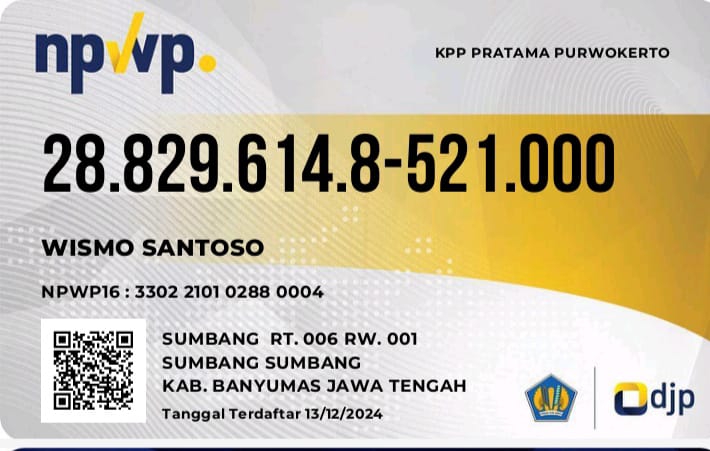 npwp.
KPP PRATAMA PURWOKERTO
28.829.614.8-521.000
WISMO SANTOSO
NPWP16 : 3302 2101 0288 0004
SUMBANG RT. 006 RW. 001
SUMBANG SUMBANG
KAB. BANYUMAS JAWA TENGAH
Tanggal Terdaftar 13/12/2024
djp